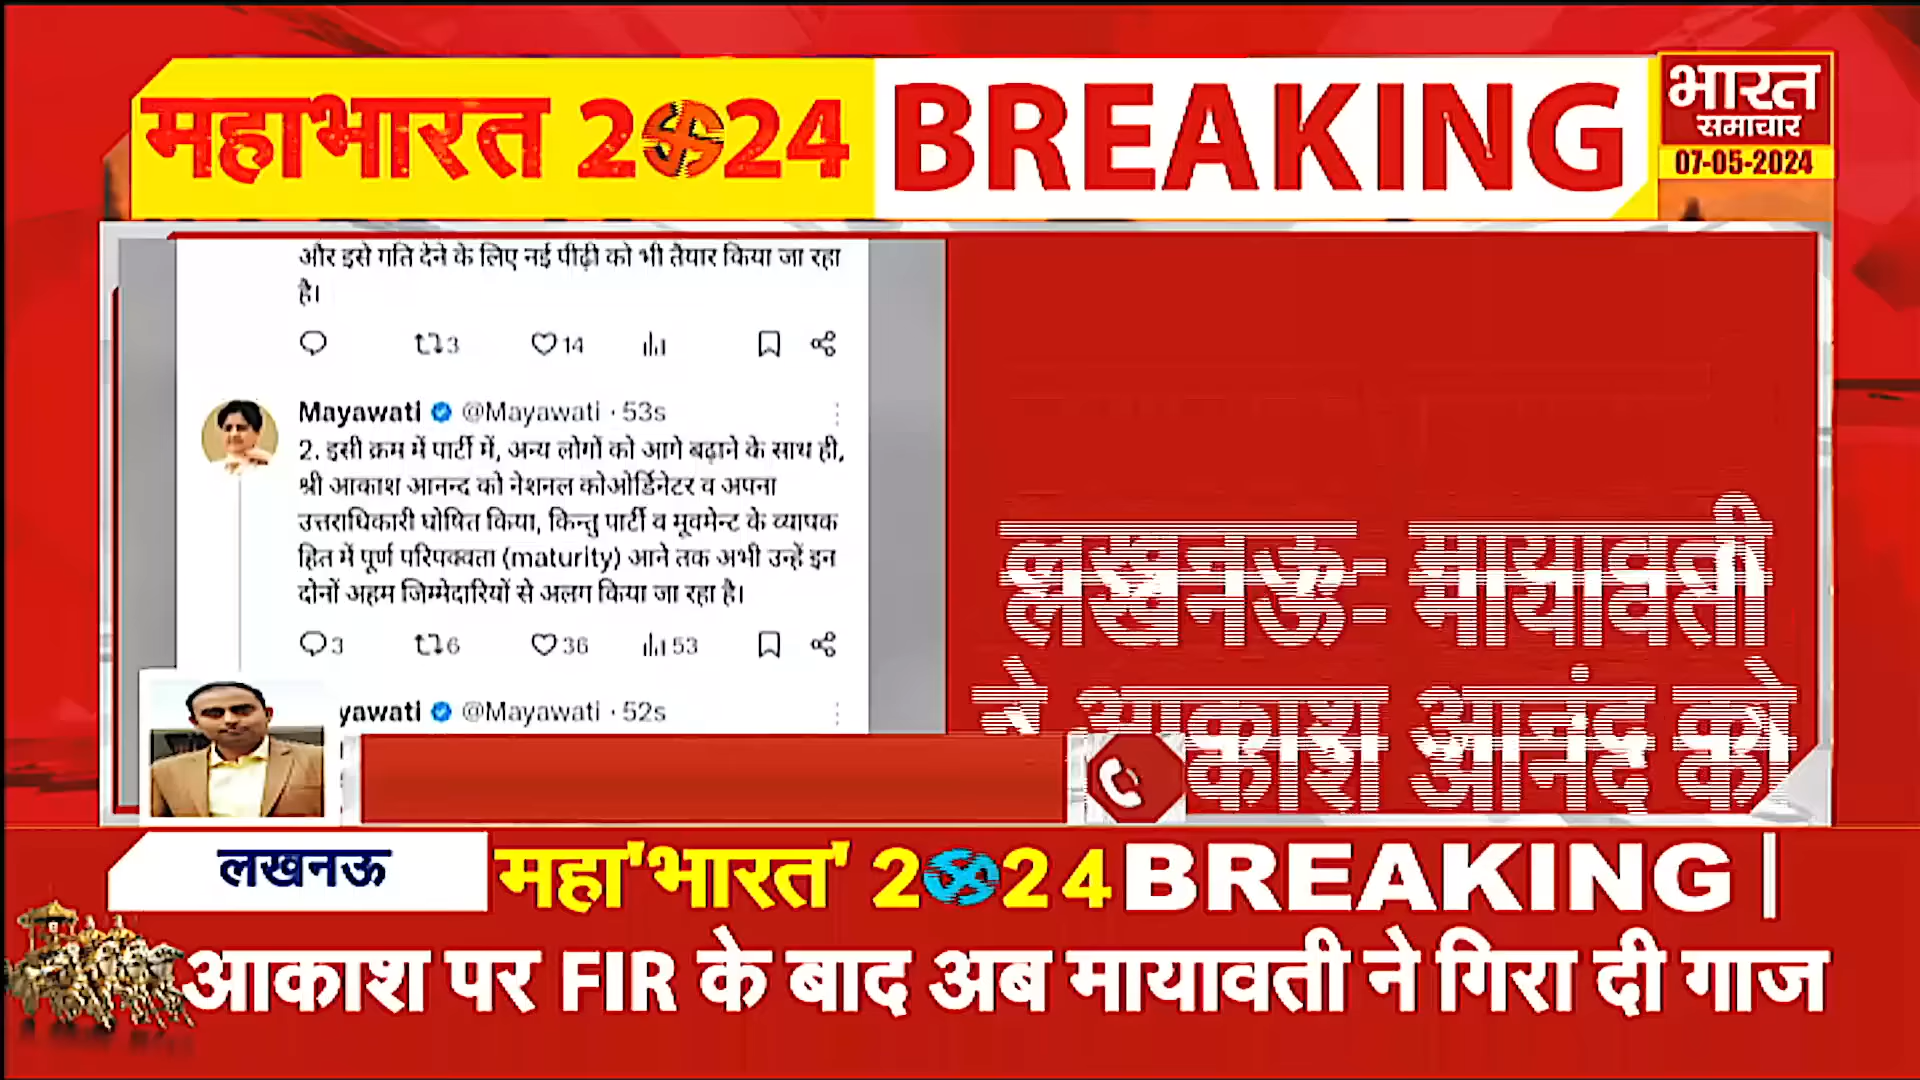 महाभारत 2024
BREAKING
भारत
समाचार
07-05-2024
और इसे गति देने के लिए नई पीढ़ी को भी तैयार किया जा रहा
है।
3 14
Mayawati @Mayawati · 53s
2. इसी क्रम में पार्टी में, अन्य लोगों को आगे बढ़ाने के साथ ही,
श्री आकाश आनन्द को नेशनल कोओर्डिनेटर व अपना
उत्तराधिकारी घोषित किया, किन्तु पार्टी व मूवमेन्ट के व्यापक
हित में पूर्ण परिपक्वता (maturity) आने तक अभी उन्हें इन
दोनों अहम जिम्मेदारियों से अलग किया जा रहा है।
3 6 36 53
yawati @Mayawati · 52s
लखनऊ- मायावती
ने आकाश आनंद को
लखनऊ
महा'भारत' 2024 BREAKING |
आकाश पर FIR के बाद अब मायावती ने गिरा दी गाज